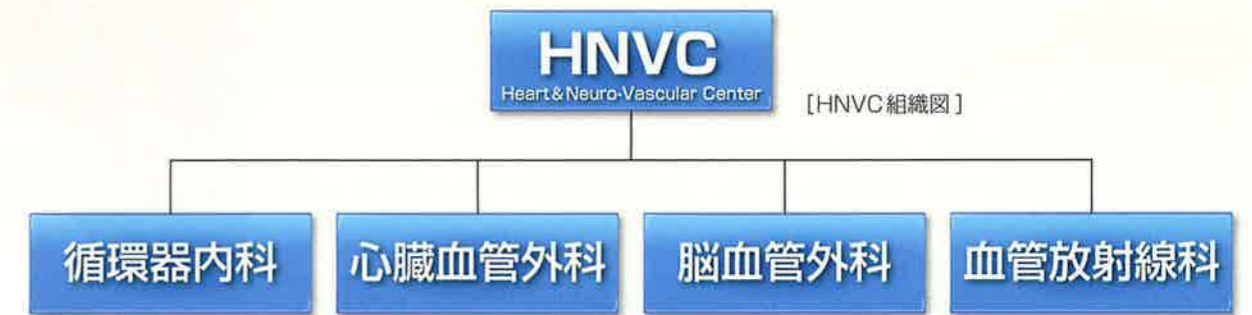 HNVC
Heart&Neuro-Vascular Center
[HNVC組織図]
循環器内科
心臓血管外科
脳血管外科
血管放射線科